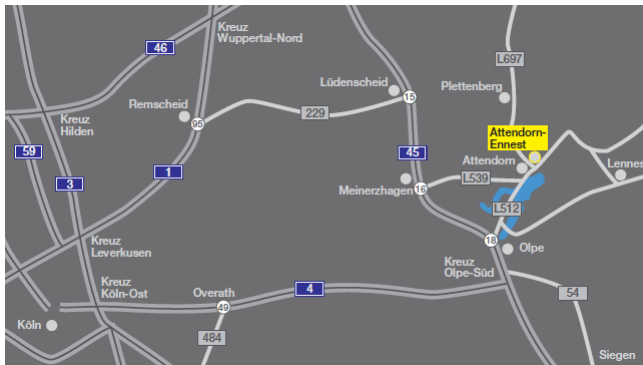 Kreuz
Wuppertal-Nord
46
L697
Lüdenscheid
Plettenberg
Remscheid
15
95
229
Kreuz
Hilden
Attendorn-
Ennest
59
45
Attendorn
Lennes
3
1
L539
Meinerzhagen
16
L512
18
Kreuz
Leverkusen
Olpe
Kreuz
Olpe-Süd
Kreuz
Köln-Ost
Overath
4
54
49
Köln
484
Siegen